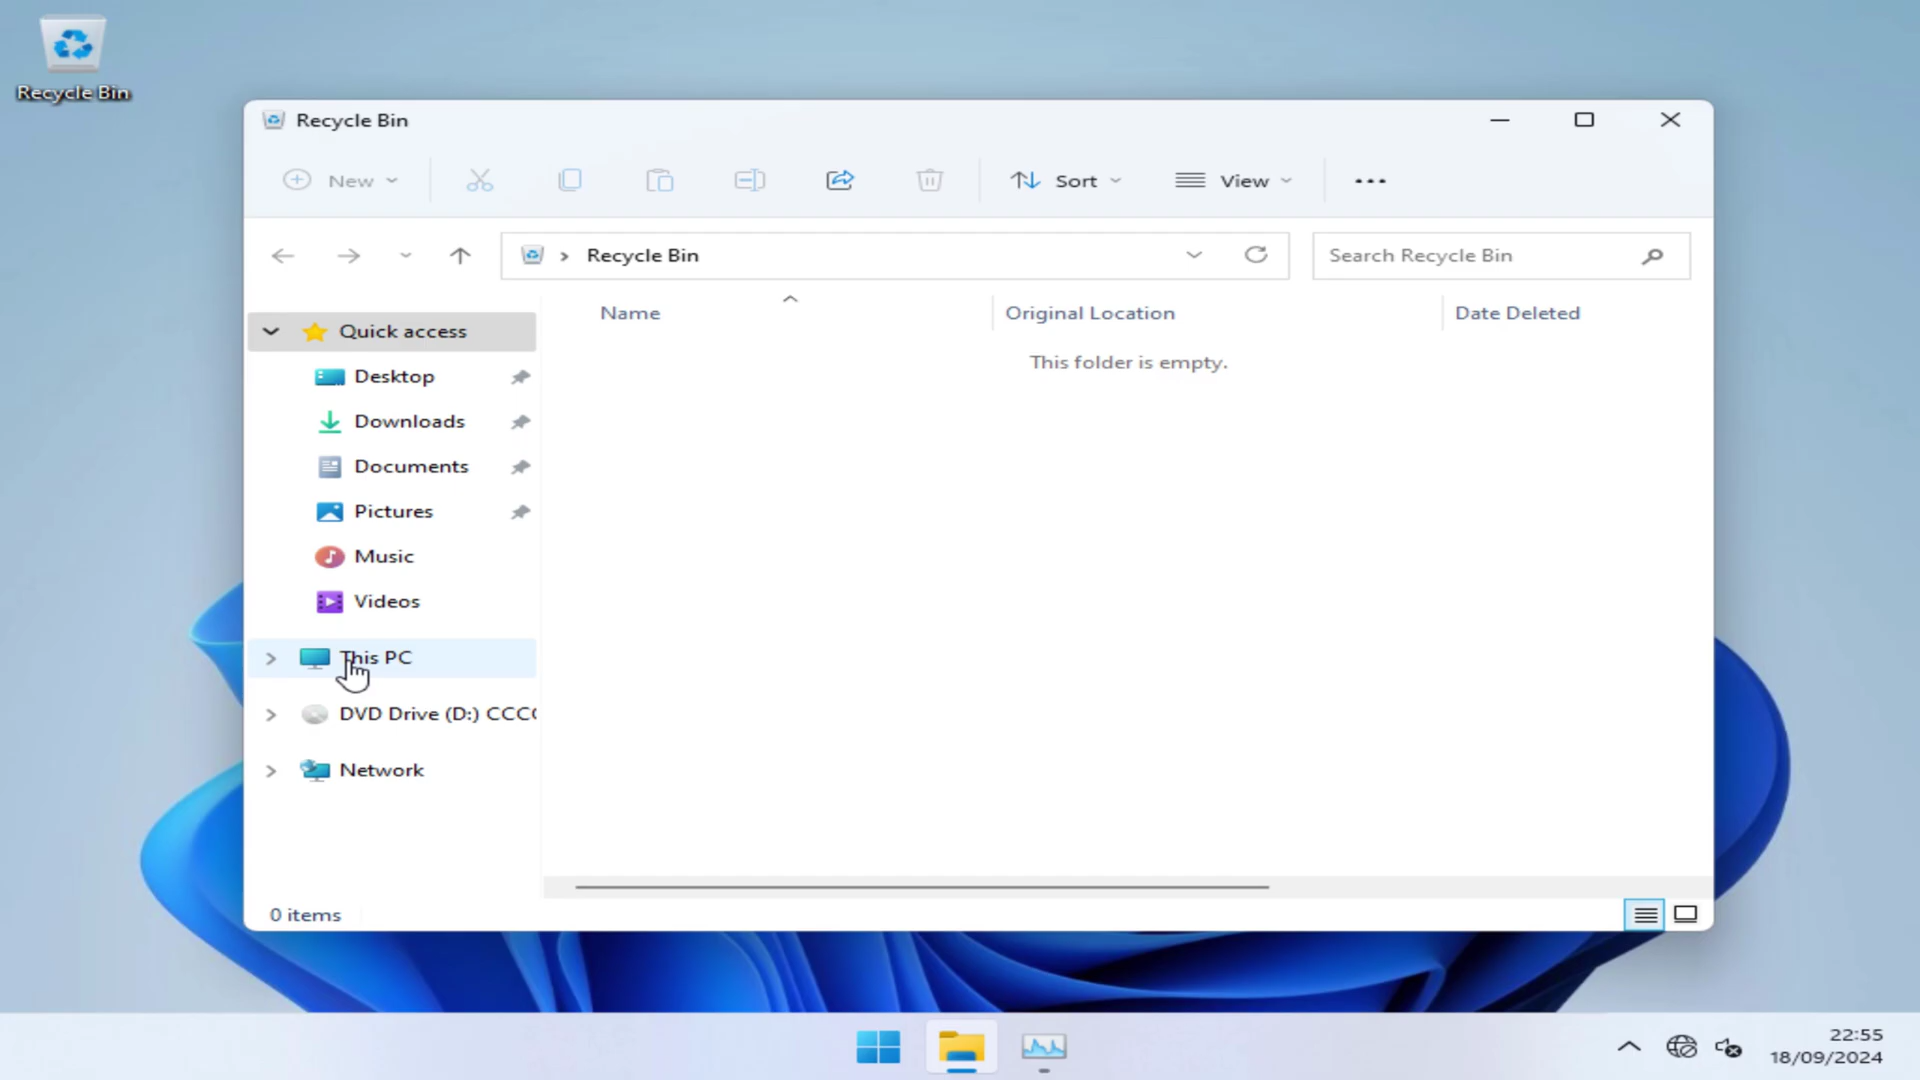 Recycle Bin
Recycle Bin
New
Sort
View
Recycle Bin
Search Recycle Bin
Name
Original Location
Date Deleted
This folder is empty.
Quick access
Desktop
Downloads
Documents
Pictures
Music
Videos
This PC
DVD Drive (D:) CCC
Network
0 items
22:55
18/09/2024